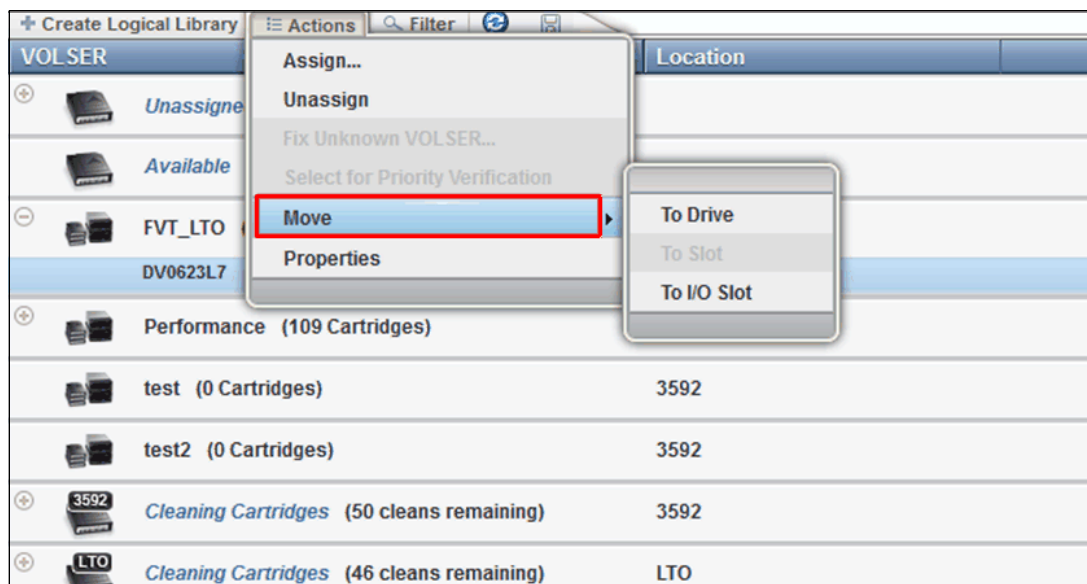 Create Logical Library Actions Filter
VOLSER Location
Assign...
Unassigne Unassign
Fix Unknown VOLSER...
Available Select for Priority Verification
FVT_LTO Move To Drive
To Slot
DV0623L7 Properties
To I/O Slot
Performance (109 Cartridges)
test (0 Cartridges) 3592
test2 (0 Cartridges) 3592
3592 Cleaning Cartridges (50 cleans remaining) 3592
LTO Cleaning Cartridges (46 cleans remaining) LTO